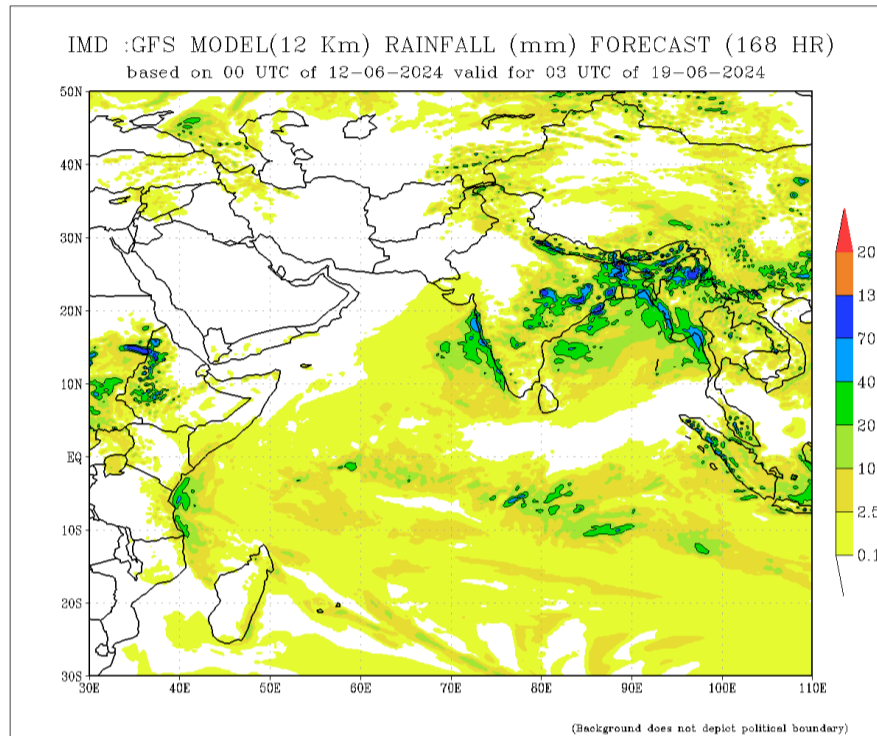 IMD :GFS MODEL(12 Km) RAINFALL (mm) FORECAST (168 HR)
based on 00 UTC of 12-06-2024 valid for 03 UTC of 19-06-2024
50N
40N
30N
20N
10N
EQ
10S
20S
30S
30E 40E 50E 60E 70E 80E 90E 100E 110E
20
13
70
40
20
10
2.5
0.1
(Background does not depict political boundary)